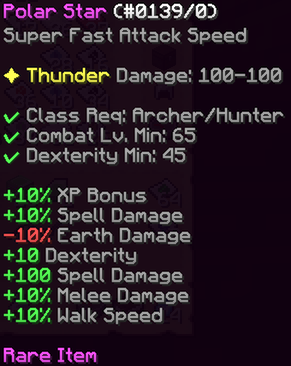 Polar Star (#0139/0)
Super Fast Attack Speed
✦ Thunder Damage: 100-100
✓ Class Req: Archer/Hunter
✓ Combat Lv. Min: 65
✓ Dexterity Min: 45
+10% XP Bonus
+10% Spell Damage
-10% Earth Damage
+10 Dexterity
+100 Spell Damage
+10% Melee Damage
+10% Walk Speed
Rare Item